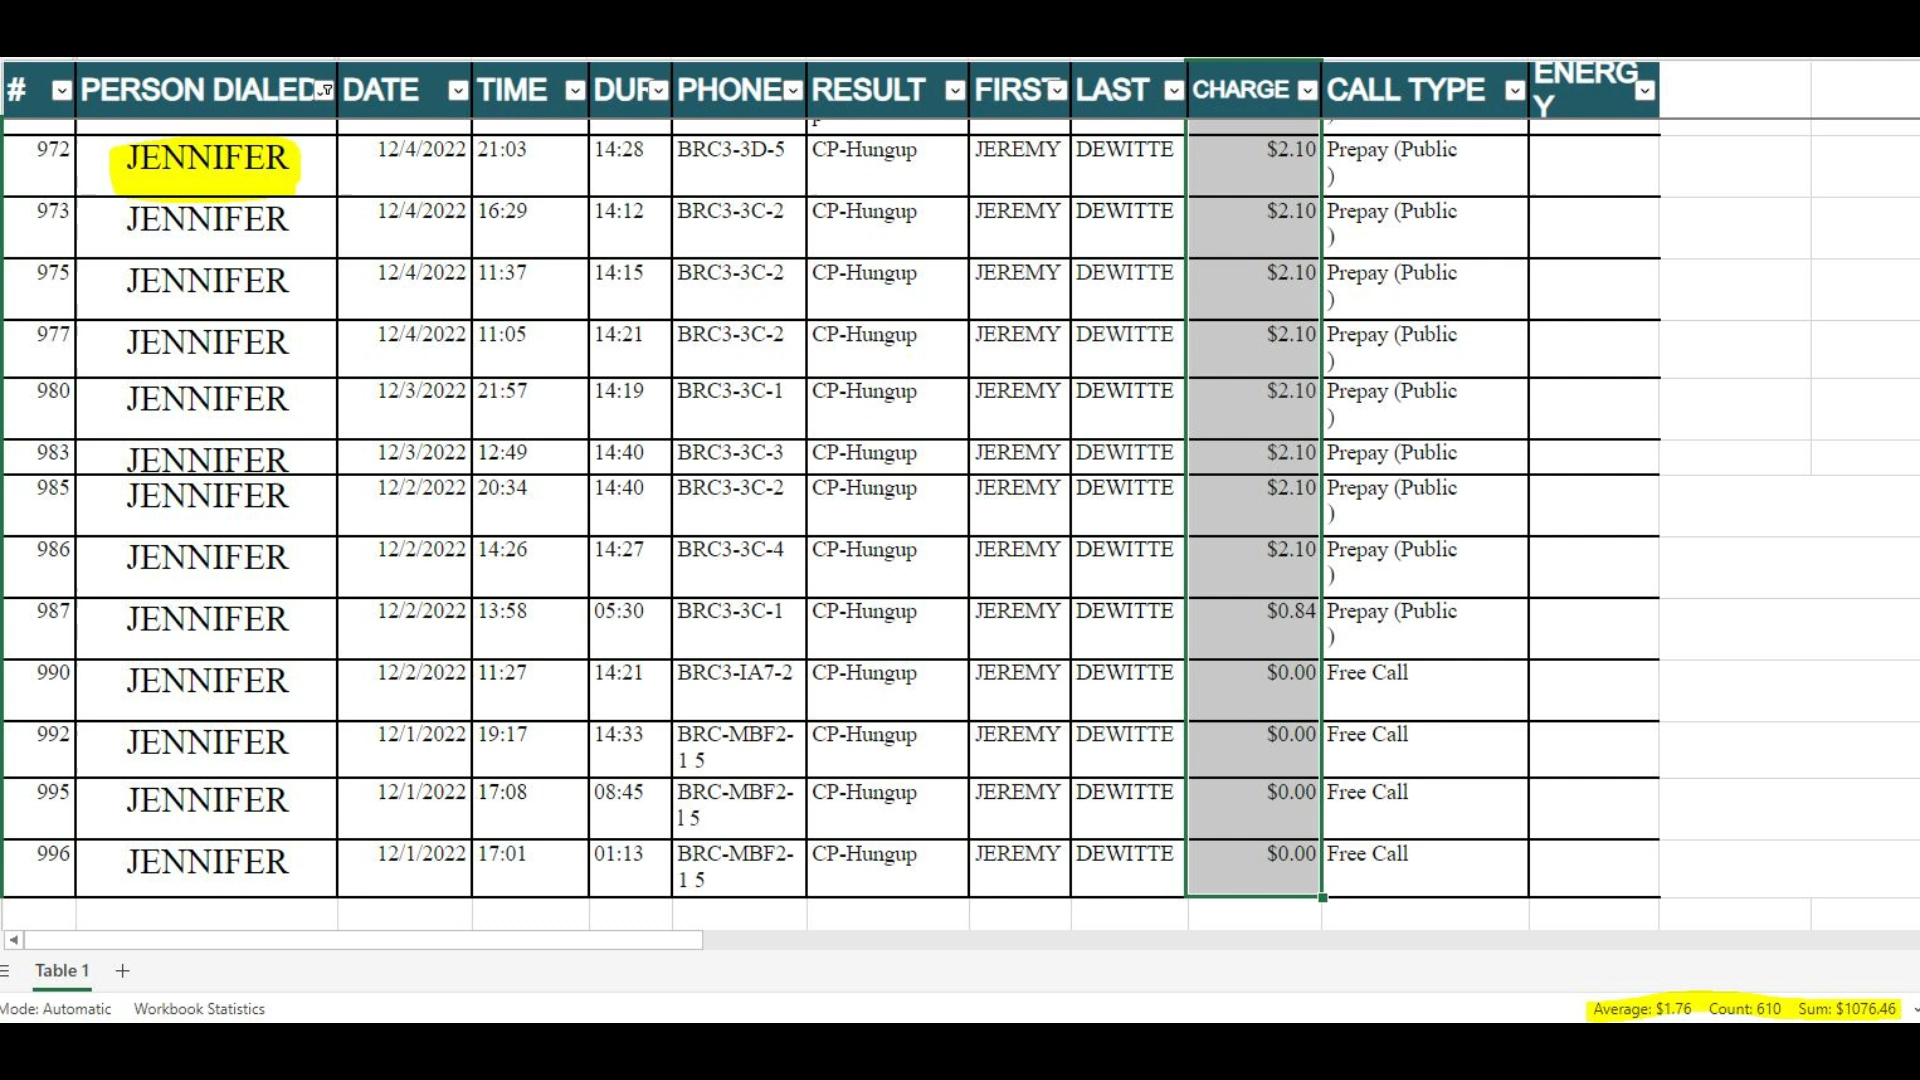 # PERSON DIALED DATE TIME DUR PHONE RESULT FIRST LAST CHARGE CALL TYPE ENERG
Y
972 JENNIFER 12/4/2022 21:03 14:28 BRC3-3D-5 CP-Hungup JEREMY DEWITTE $2.10 Prepay (Public
)
973 JENNIFER 12/4/2022 16:29 14:12 BRC3-3C-2 CP-Hungup JEREMY DEWITTE $2.10 Prepay (Public
)
975 JENNIFER 12/4/2022 11:37 14:15 BRC3-3C-2 CP-Hungup JEREMY DEWITTE $2.10 Prepay (Public
)
977 JENNIFER 12/4/2022 11:05 14:21 BRC3-3C-2 CP-Hungup JEREMY DEWITTE $2.10 Prepay (Public
)
980 JENNIFER 12/3/2022 21:57 14:19 BRC3-3C-1 CP-Hungup JEREMY DEWITTE $2.10 Prepay (Public
)
983 JENNIFER 12/3/2022 12:49 14:40 BRC3-3C-3 CP-Hungup JEREMY DEWITTE $2.10 Prepay (Public
985 JENNIFER 12/2/2022 20:34 14:40 BRC3-3C-2 CP-Hungup JEREMY DEWITTE $2.10 Prepay (Public
)
986 JENNIFER 12/2/2022 14:26 14:27 BRC3-3C-4 CP-Hungup JEREMY DEWITTE $2.10 Prepay (Public
)
987 JENNIFER 12/2/2022 13:58 05:30 BRC3-3C-1 CP-Hungup JEREMY DEWITTE $0.84 Prepay (Public
)
990 JENNIFER 12/2/2022 11:27 14:21 BRC3-IA7-2 CP-Hungup JEREMY DEWITTE $0.00 Free Call
992 JENNIFER 12/1/2022 19:17 14:33 BRC-MBF2- CP-Hungup JEREMY DEWITTE $0.00 Free Call
1 5
995 JENNIFER 12/1/2022 17:08 08:45 BRC-MBF2- CP-Hungup JEREMY DEWITTE $0.00 Free Call
1 5
996 JENNIFER 12/1/2022 17:01 01:13 BRC-MBF2- CP-Hungup JEREMY DEWITTE $0.00 Free Call
1 5
Table 1
Mode: Automatic Workbook Statistics Average: $1.76 Count: 610 Sum: $1076.46